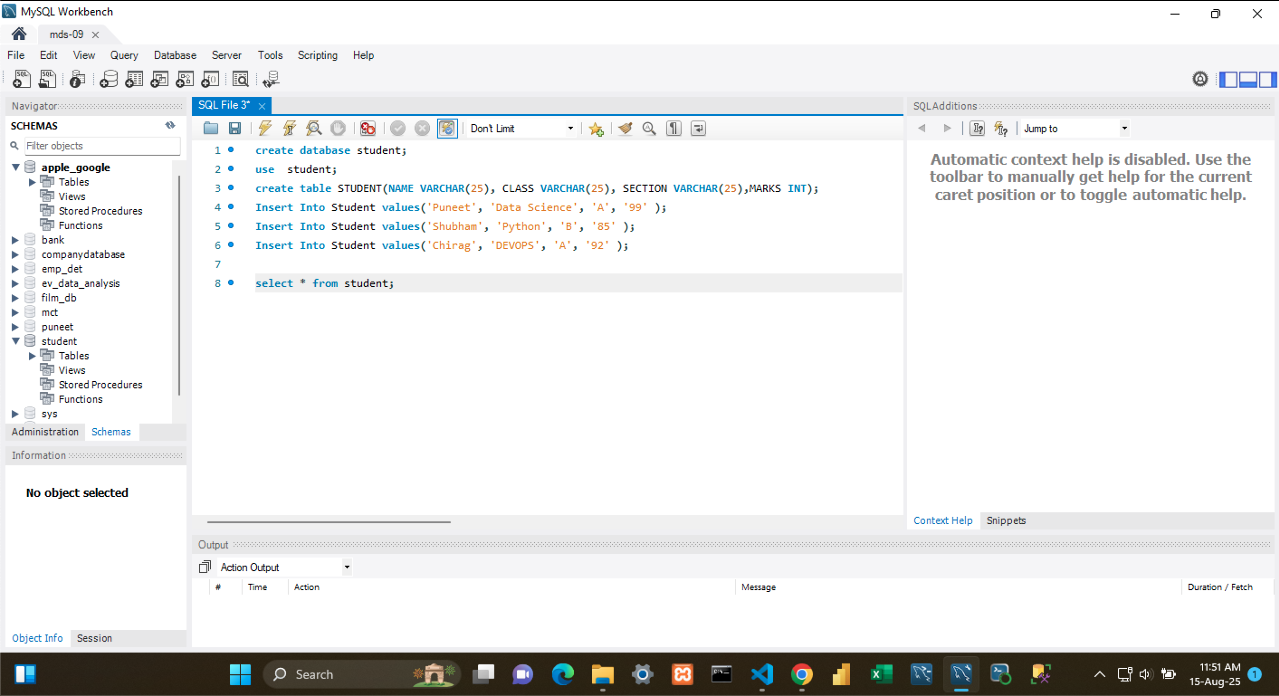 MySQL Workbench
mds-09
File Edit View Query Database Server Tools Scripting Help
Navigator
SCHEMAS
Filter objects
apple_google
Tables
Views
Stored Procedures
Functions
bank
companydatabase
emp_det
ev_data_analysis
film_db
mct
puneet
student
Tables
Views
Stored Procedures
Functions
sys
Administration Schemas
Information
No object selected
Object Info Session
SQL File 3*
Don't Limit
1 create database student;
2 use  student;
3 create table STUDENT(NAME VARCHAR(25), CLASS VARCHAR(25), SECTION VARCHAR(25),MARKS INT);
4 Insert Into Student values('Puneet', 'Data Science', 'A', '99' );
5 Insert Into Student values('Shubham', 'Python', 'B', '85' );
6 Insert Into Student values('Chirag', 'DEVOPS', 'A', '92' );
7
8 select * from student;
SQLAdditions
Jump to
Automatic context help is disabled. Use the
toolbar to manually get help for the current
caret position or to toggle automatic help.
Context Help Snippets
Output
Action Output
# Time Action Message Duration / Fetch
Search
11:51 AM
15-Aug-25
1